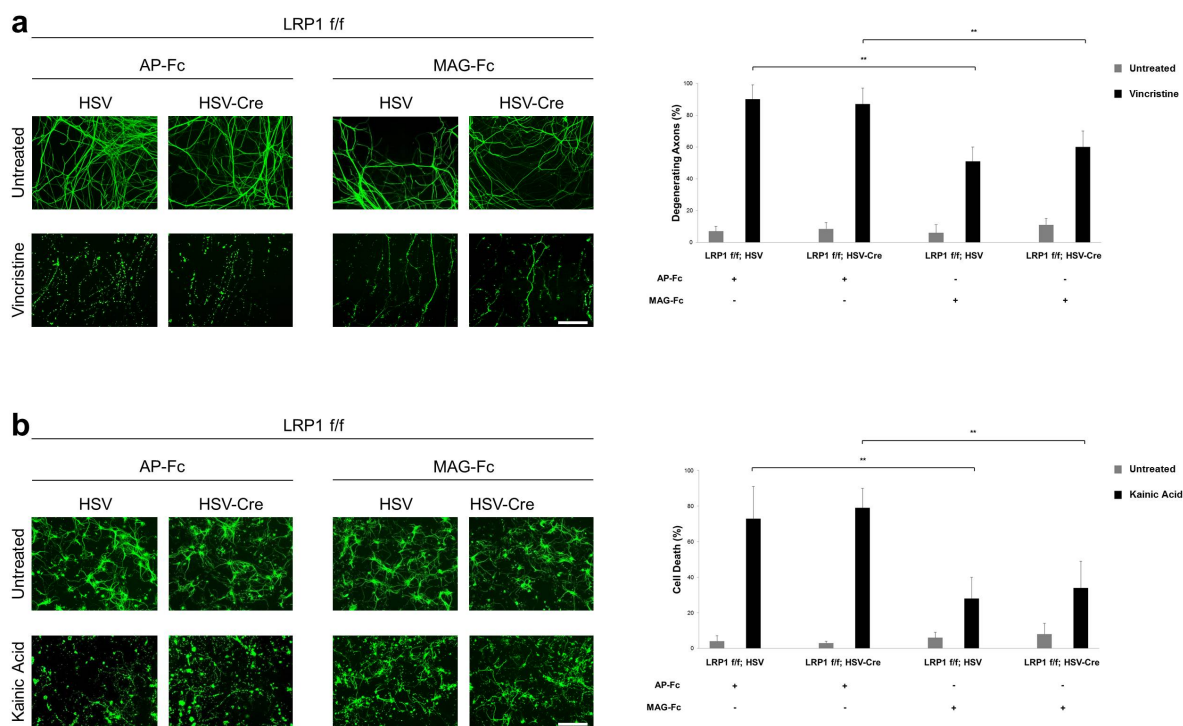 a
LRP1 f/f
AP-Fc MAG-Fc
HSV HSV-Cre HSV HSV-Cre
Untreated
Vincristine
** 
**
Untreated
Vincristine
Degenerating Axons (%)
100
80
60
40
20
0
LRP1 f/f; HSV LRP1 f/f; HSV-Cre LRP1 f/f; HSV LRP1 f/f; HSV-Cre
AP-Fc + + - -
MAG-Fc - - + +
b
LRP1 f/f
AP-Fc MAG-Fc
HSV HSV-Cre HSV HSV-Cre
Untreated
Kainic Acid
**
**
Untreated
Kainic Acid
Cell Death (%)
100
80
60
40
20
0
LRP1 f/f; HSV LRP1 f/f; HSV-Cre LRP1 f/f; HSV LRP1 f/f; HSV-Cre
AP-Fc + + - -
MAG-Fc - - + +